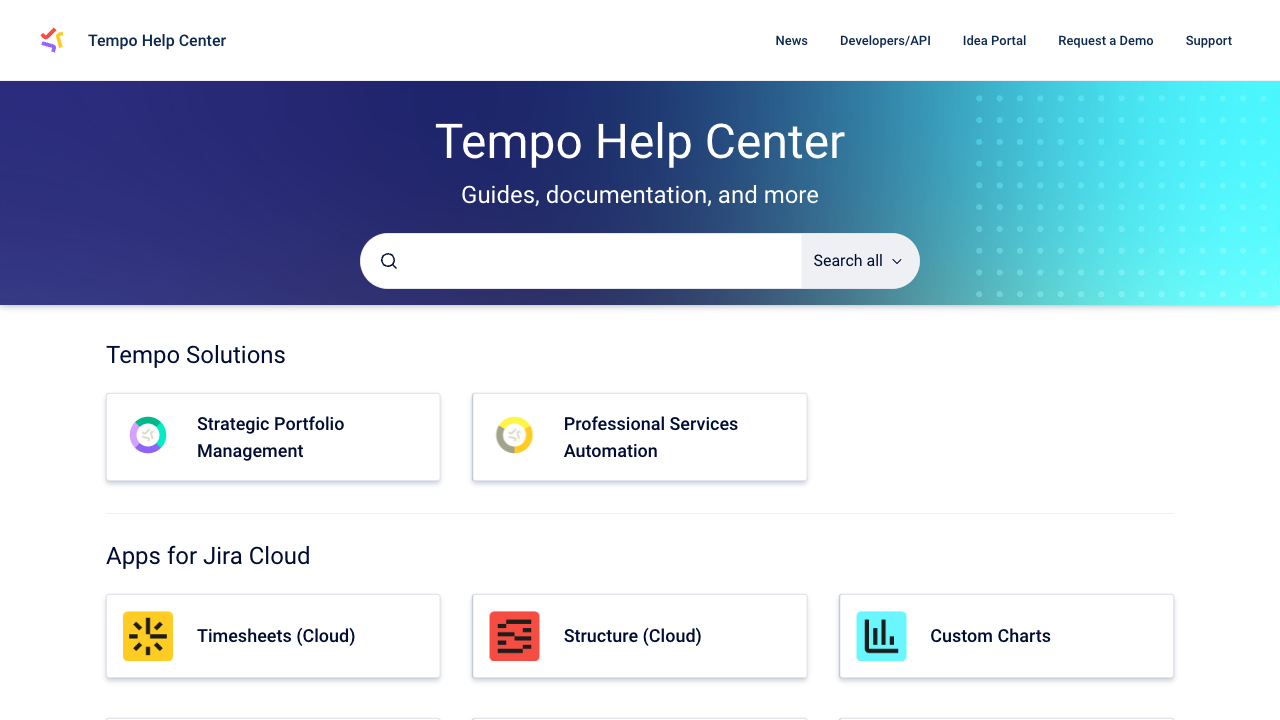 Tempo Help Center
News
Developers/API
Idea Portal
Request a Demo
Support
Tempo Help Center
Guides, documentation, and more
Search all
Tempo Solutions
Strategic Portfolio
Management
Professional Services
Automation
Apps for Jira Cloud
Timesheets (Cloud)
Structure (Cloud)
Custom Charts